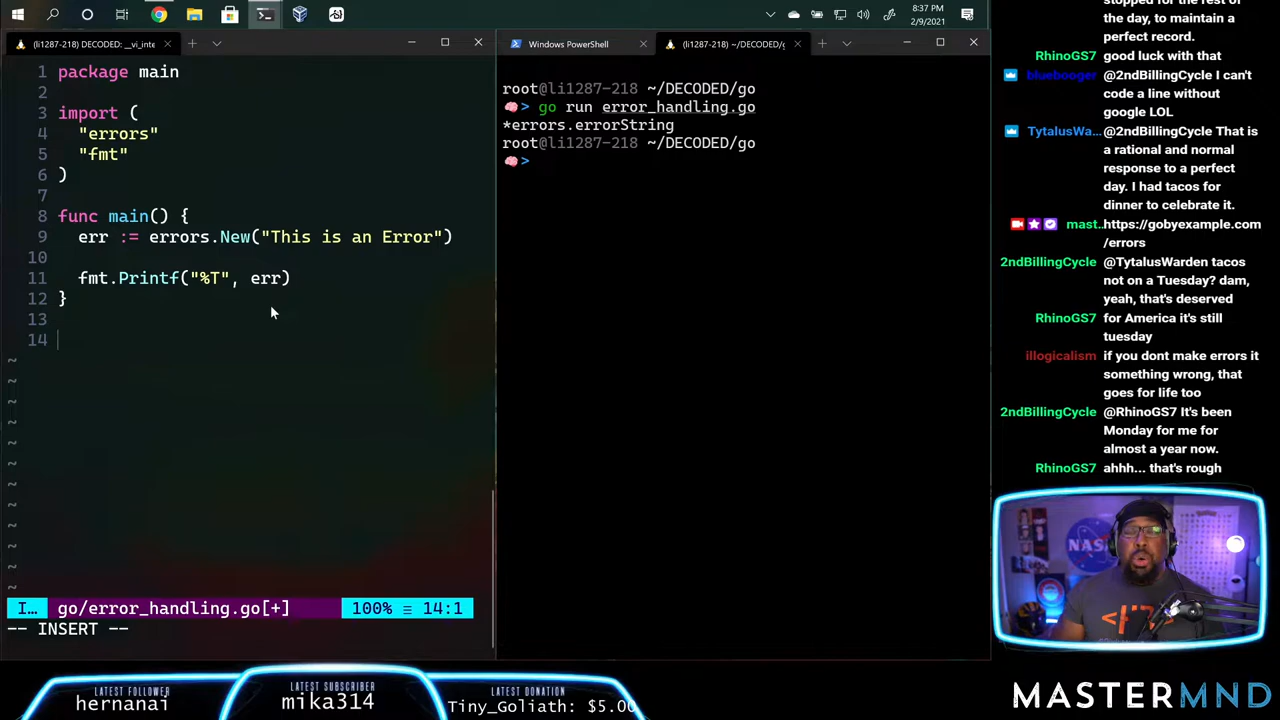 8:37 PM
2/9/2021
(li1287-218) DECODED: __vi_inte
1 package main
2
3 import (
4 "errors"
5 "fmt"
6 )
7
8 func main() {
9 err := errors.New("This is an Error")
10
11 fmt.Printf("%T", err)
12 }
13
14
~
~
~
~
~
~
~
~
~
~
~
~
I… go/error_handling.go[+] 100% ≡ 14:1
-- INSERT --
Windows PowerShell
(li1287-218) ~/DECODED/g
root@li1287-218 ~/DECODED/go
> go run error_handling.go
*errors.errorString
root@li1287-218 ~/DECODED/go
>
stopped for the rest of
the day, to maintain a
perfect record.
RhinoGS7 good luck with that
bluebooger @2ndBillingCycle I can't
code a line without
google LOL
TytalusWa… @2ndBillingCycle That is
a rational and normal
response to a perfect
day. I had tacos for
dinner to celebrate it.
mast… https://gobyexample.com
/errors
2ndBillingCycle @TytalusWarden tacos
not on a Tuesday? dam,
yeah, that's deserved
RhinoGS7 for America it's still
tuesday
illogicalism if you dont make errors it
something wrong, that
goes for life too
2ndBillingCycle @RhinoGS7 It's been
Monday for me for
almost a year now.
RhinoGS7 ahhh... that's rough
NASA
LATEST FOLLOWER
hernanai
LATEST SUBSCRIBER
mika314
LATEST DONATION
Tiny_Goliath: $5.00
MASTERMND